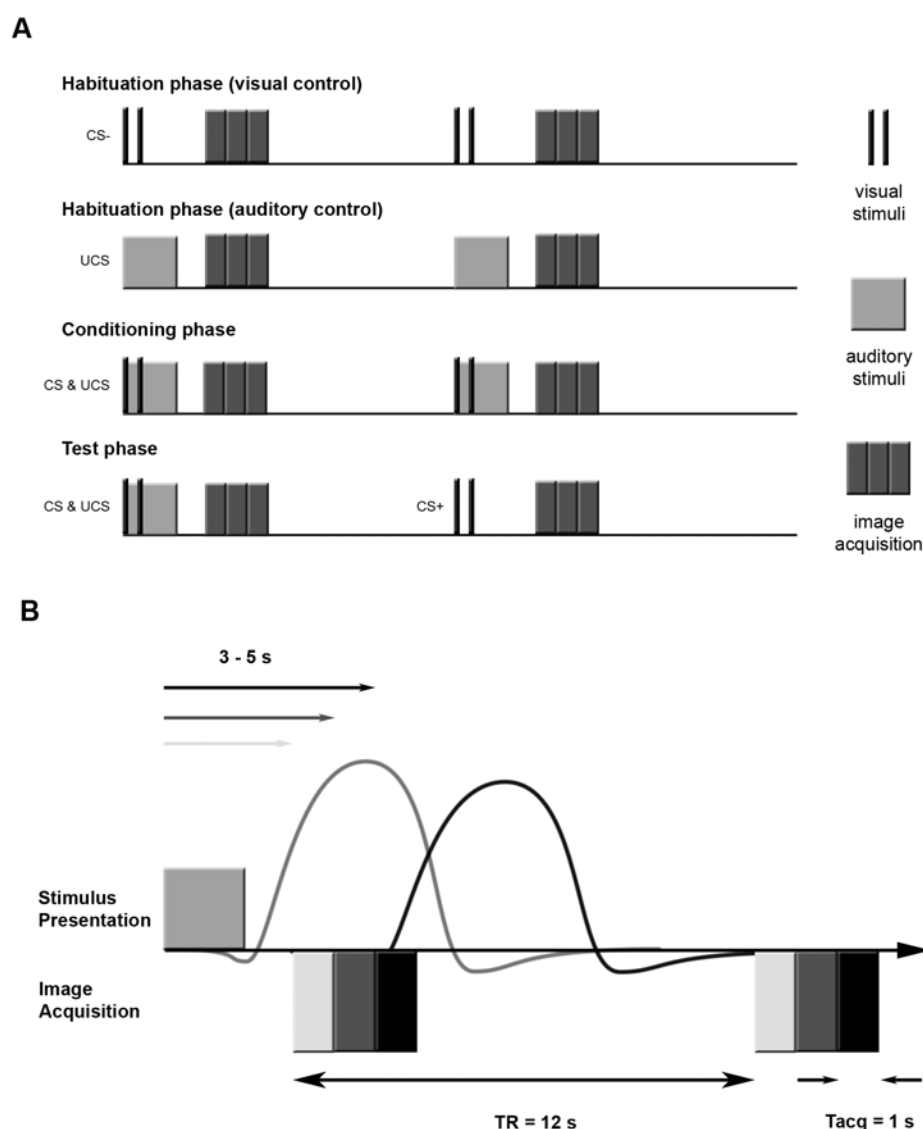 A
Habituation phase (visual control)
CS-
visual
stimuli
Habituation phase (auditory control)
UCS
auditory
stimuli
Conditioning phase
CS & UCS
Test phase
CS & UCS
CS+
image
acquisition
B
3 - 5 s
Stimulus
Presentation
Image
Acquisition
TR = 12 s
Tacq = 1 s